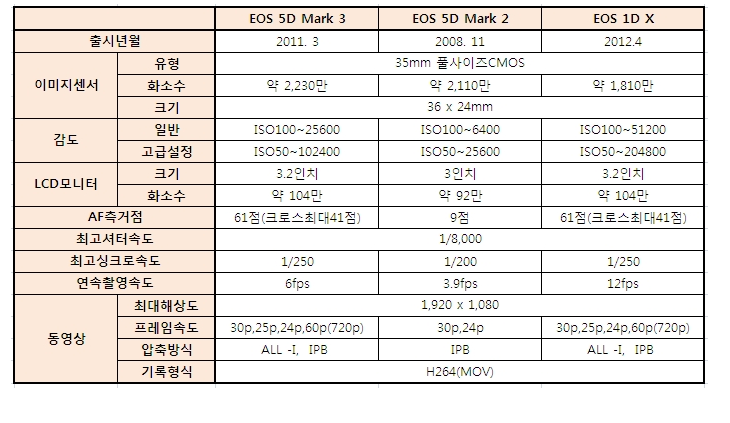 EOS 5D Mark 3 EOS 5D Mark 2 EOS 1D X
출시년월 2011. 3 2008. 11 2012.4
이미지센서 유형 35mm 풀사이즈CMOS
화소수 약 2,230만 약 2,110만 약 1,810만
크기 36 x 24mm
감도 일반 ISO100~25600 ISO100~6400 ISO100~51200
고급설정 ISO50~102400 ISO50~25600 ISO50~204800
LCD모니터 크기 3.2인치 3인치 3.2인치
화소수 약 104만 약 92만 약 104만
AF측거점 61점(크로스최대41점) 9점 61점(크로스최대41점)
최고셔터속도 1/8,000
최고싱크로속도 1/250 1/200 1/250
연속촬영속도 6fps 3.9fps 12fps
동영상 최대해상도 1,920 x 1,080
프레임속도 30p,25p,24p,60p(720p) 30p,24p 30p,25p,24p,60p(720p)
압축방식 ALL -I, IPB IPB ALL -I, IPB
기록형식 H264(MOV)